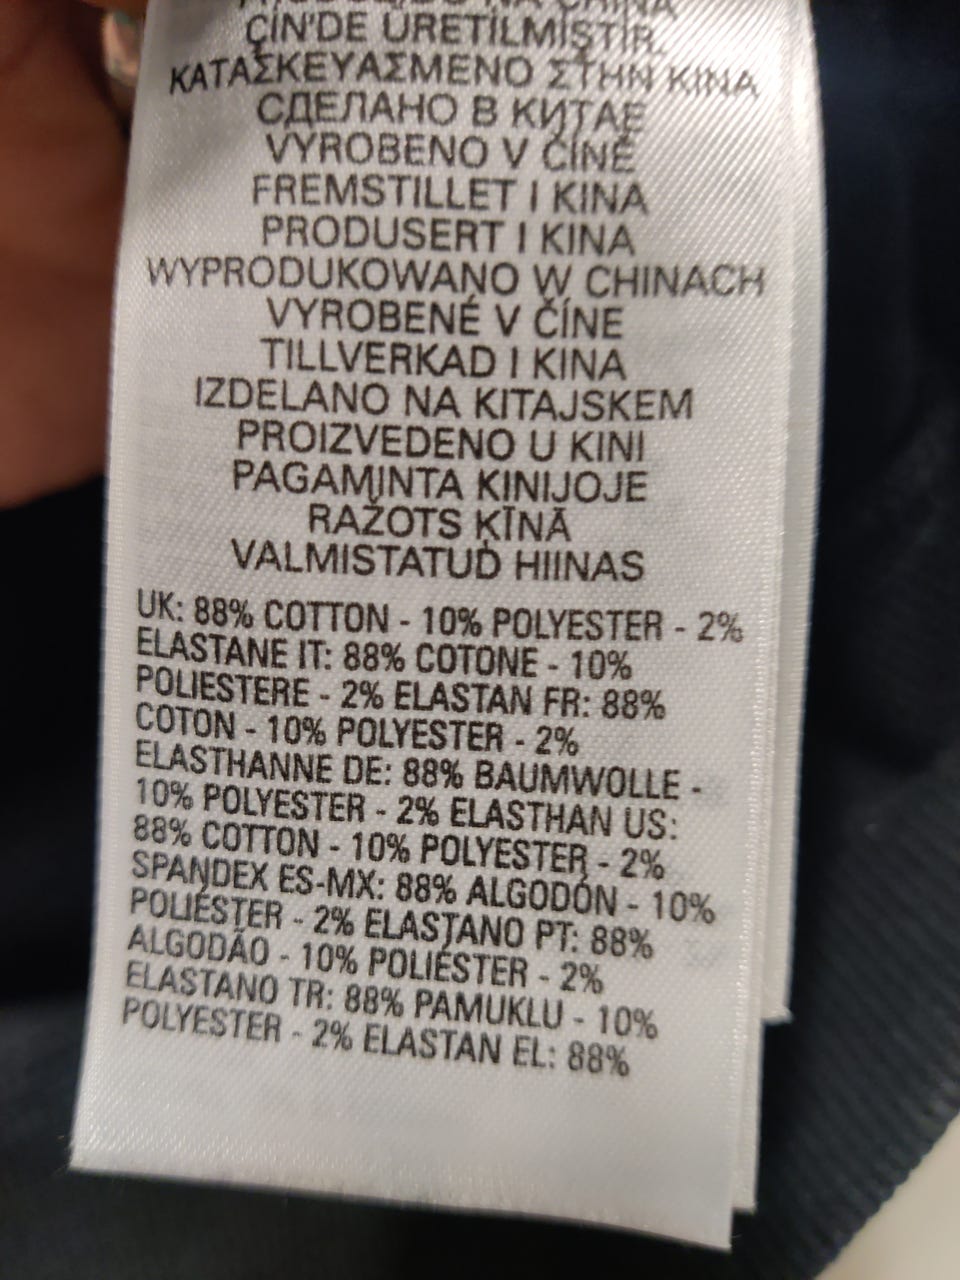 PRODUZIDO NA CHINA
ÇİN'DE ÜRETİLMİŞTİR.
ΚΑΤΑΣΚΕΥΑΣΜΕΝΟ ΣΤΗΝ ΚΙΝΑ
СДЕЛАНО В КИТАЕ
VYROBENO V ČÍNĚ
FREMSTILLET I KINA
PRODUSERT I KINA
WYPRODUKOWANO W CHINACH
VYROBENÉ V ČÍNE
TILLVERKAD I KINA
IZDELANO NA KITAJSKEM
PROIZVEDENO U KINI
PAGAMINTA KINIJOJE
RAŽOTS ĶĪNĀ
VALMISTATUD HIINAS
UK: 88% COTTON - 10% POLYESTER - 2%
ELASTANE IT: 88% COTONE - 10%
POLIESTERE - 2% ELASTAN FR: 88%
COTON - 10% POLYESTER - 2%
ELASTHANNE DE: 88% BAUMWOLLE -
10% POLYESTER - 2% ELASTHAN US:
88% COTTON - 10% POLYESTER - 2%
SPANDEX ES-MX: 88% ALGODÓN - 10%
POLIÉSTER - 2% ELASTANO PT: 88%
ALGODÃO - 10% POLIÉSTER - 2%
ELASTANO TR: 88% PAMUKLU - 10%
POLYESTER - 2% ELASTAN EL: 88%